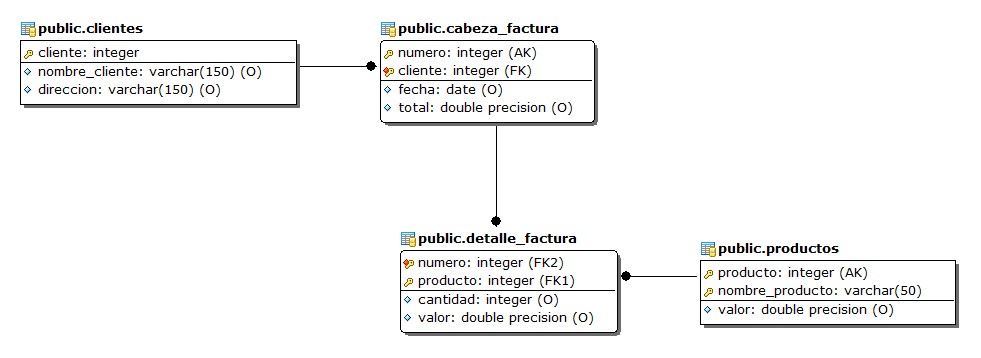 public.clientes
cliente: integer
nombre_cliente: varchar(150) (O)
direccion: varchar(150) (O)
public.cabeza_factura
numero: integer (AK)
cliente: integer (FK)
fecha: date (O)
total: double precision (O)
public.detalle_factura
numero: integer (FK2)
producto: integer (FK1)
cantidad: integer (O)
valor: double precision (O)
public.productos
producto: integer (AK)
nombre_producto: varchar(50)
valor: double precision (O)